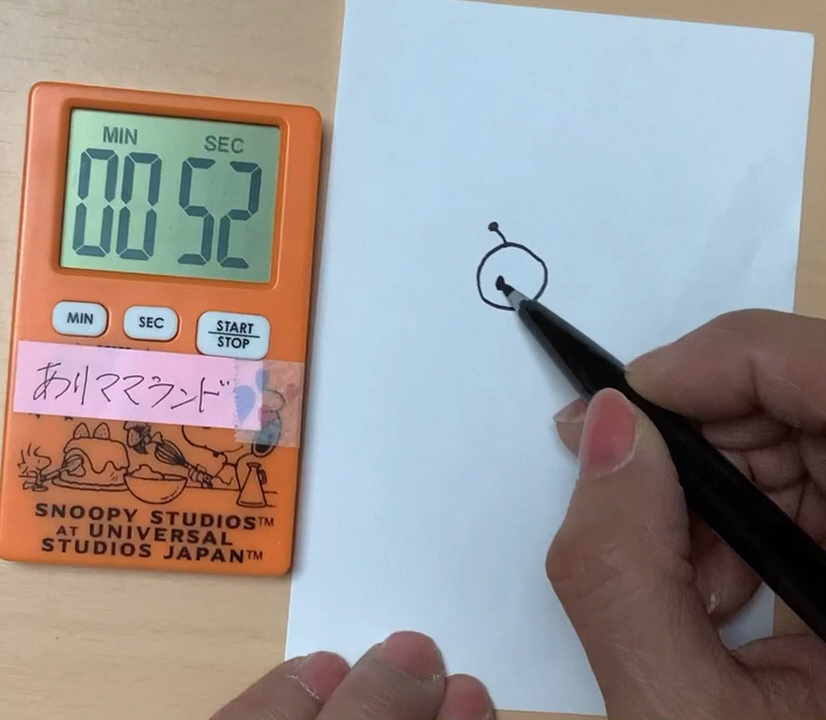 MIN SEC
00 52
MIN SEC START
STOP
ありママランド
SNOOPY STUDIOS™
AT UNIVERSAL
STUDIOS JAPAN™